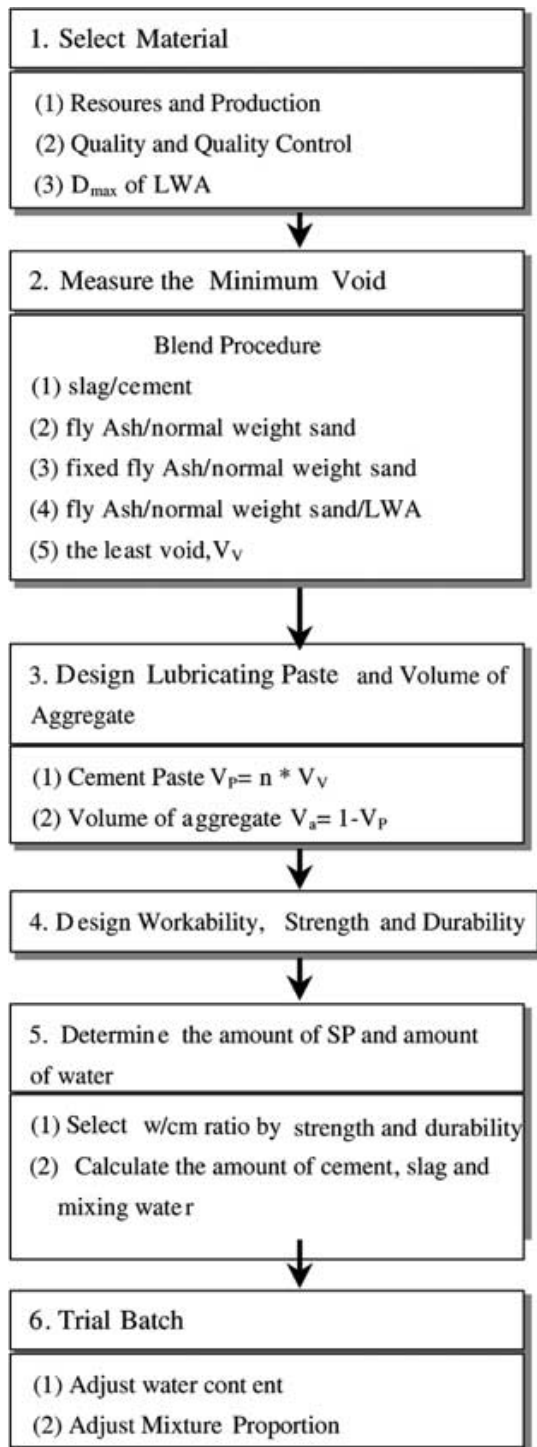 1. Select Material
(1) Resoures and Production
(2) Quality and Quality Control
(3) Dmax of LWA
2. Measure the Minimum Void
Blend Procedure
(1) slag/cement
(2) fly Ash/normal weight sand
(3) fixed fly Ash/normal weight sand
(4) fly Ash/normal weight sand/LWA
(5) the least void,VV
3. Design Lubricating Paste and Volume of
Aggregate
(1) Cement Paste VP= n * VV
(2) Volume of aggregate Va= 1-VP
4. Design Workability, Strength and Durability
5. Determine the amount of SP and amount
of water
(1) Select w/cm ratio by strength and durability
(2) Calculate the amount of cement, slag and
mixing water
6. Trial Batch
(1) Adjust water cont ent
(2) Adjust Mixture Proportion